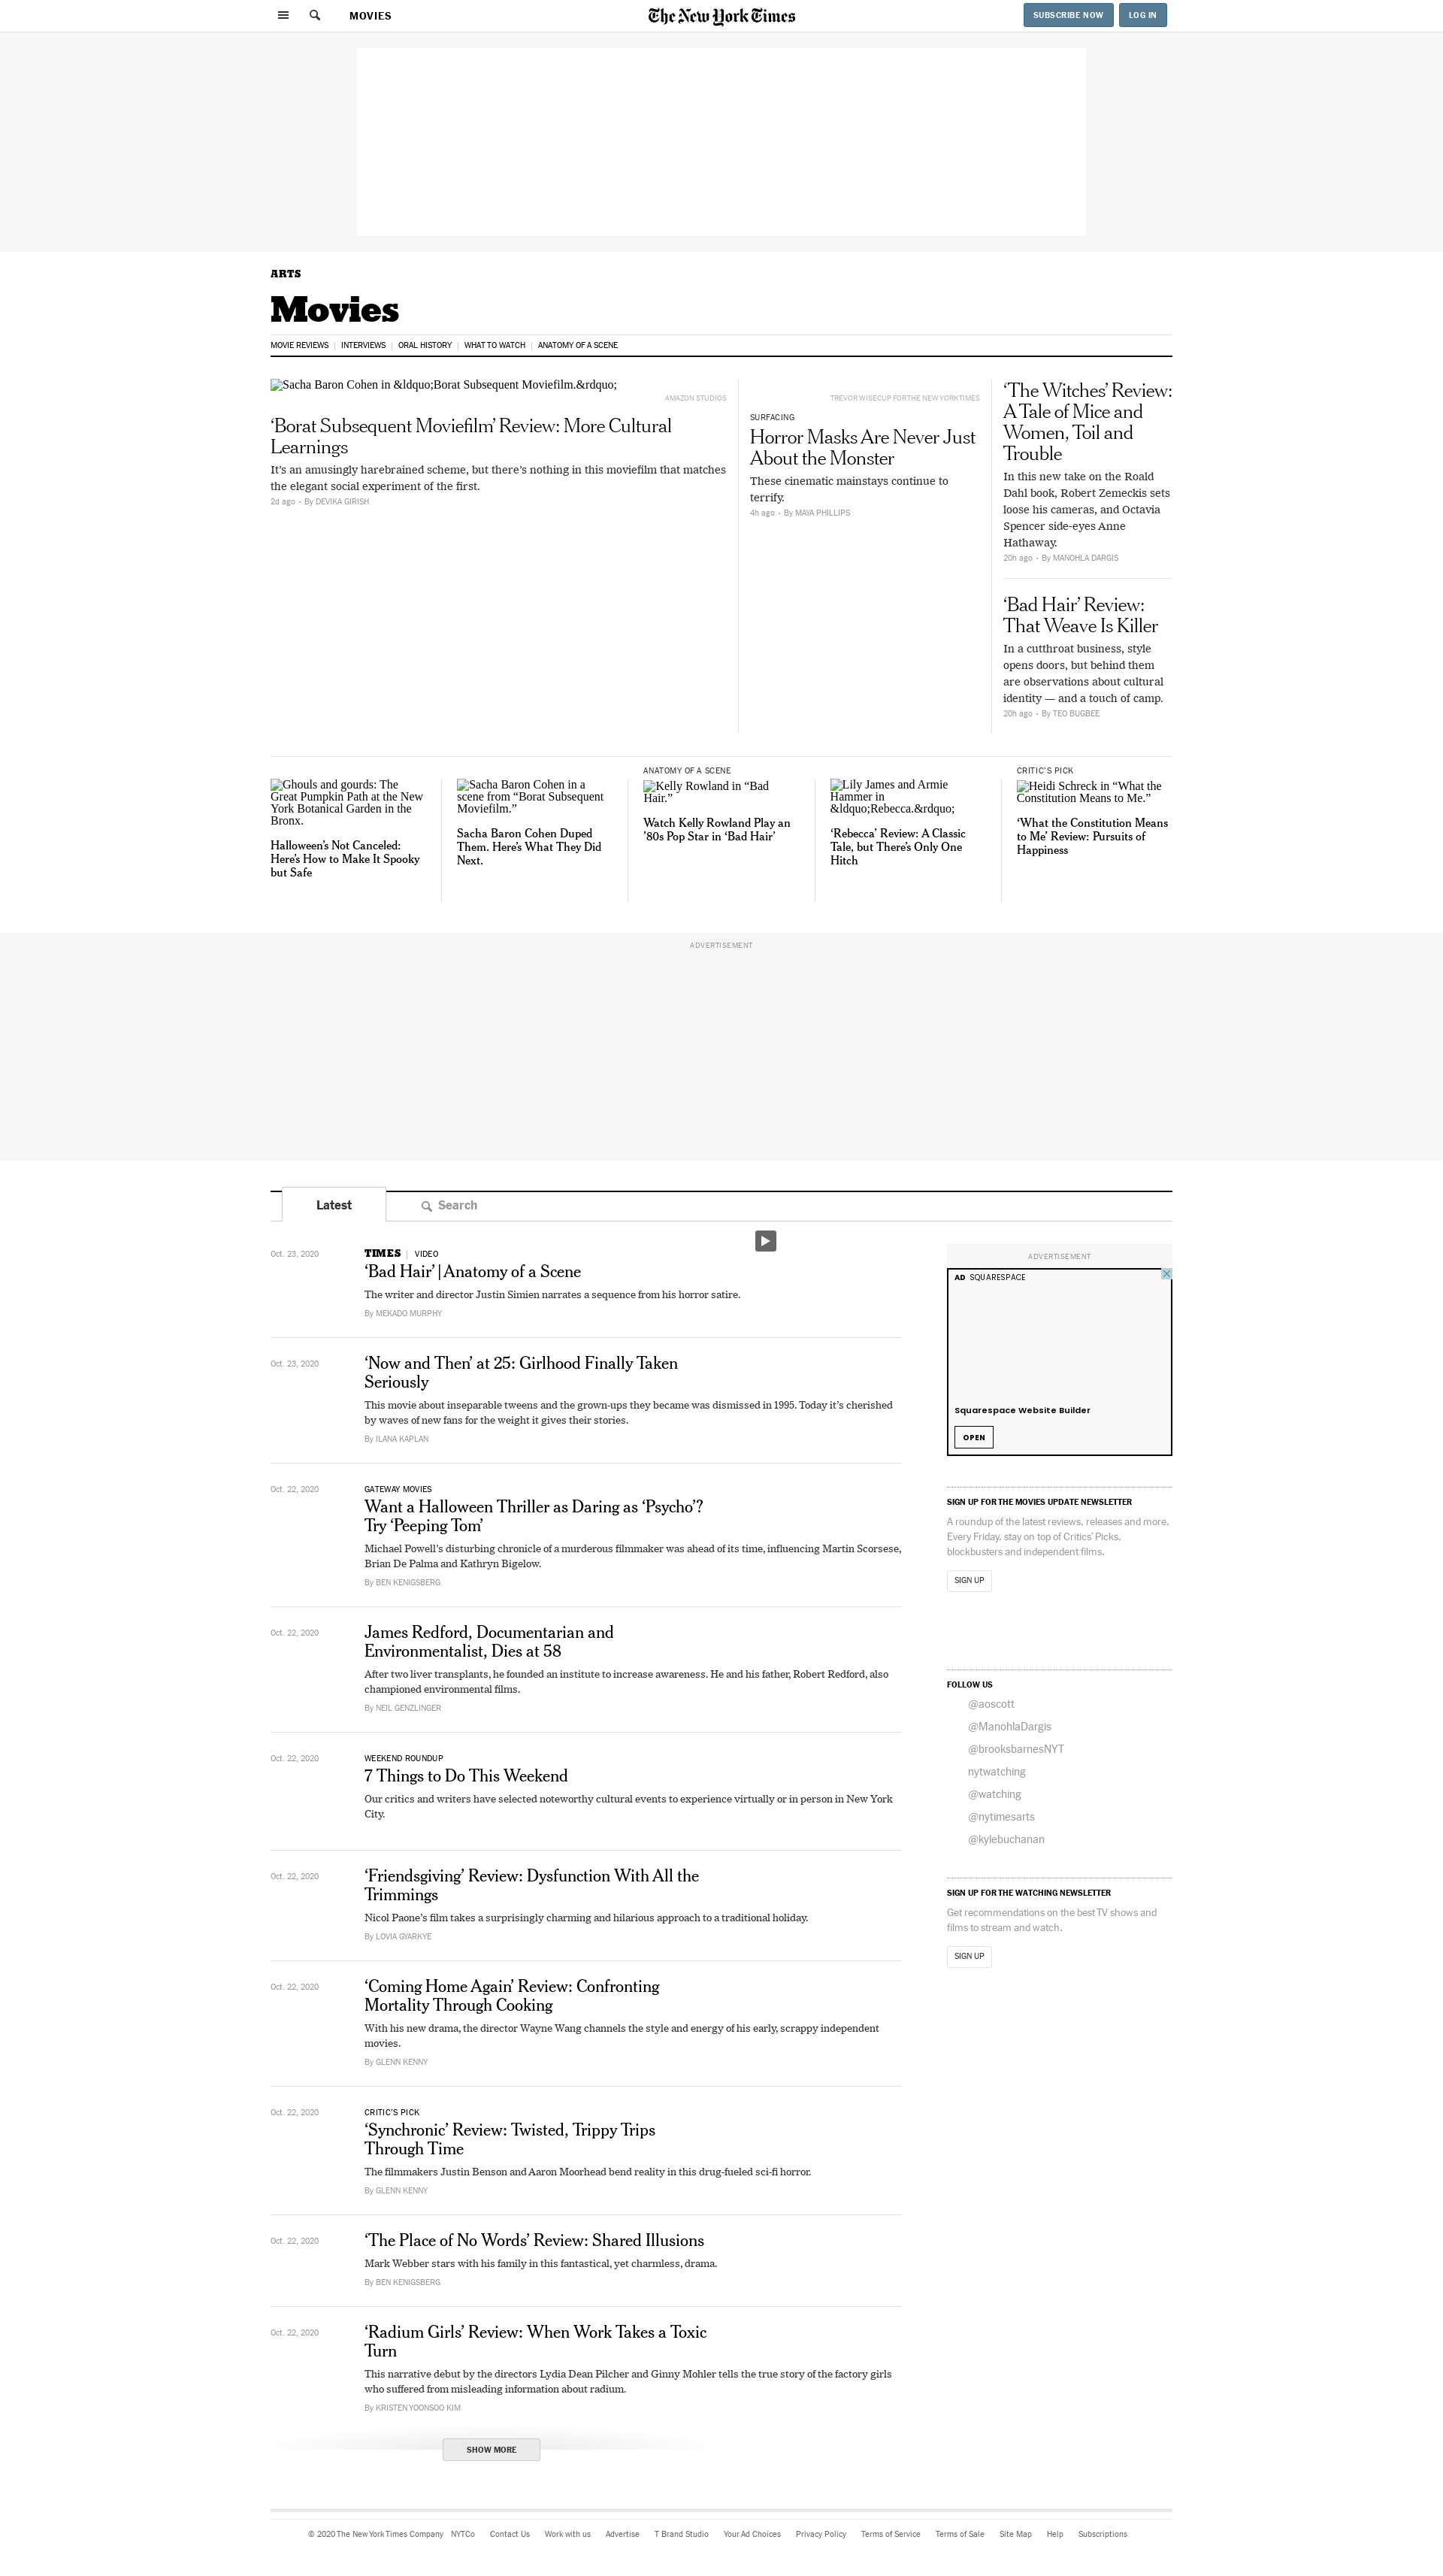 MOVIES
The New York Times
SUBSCRIBE NOW
LOG IN
ARTS
Movies
MOVIE REVIEWS
INTERVIEWS
ORAL HISTORY
WHAT TO WATCH
ANATOMY OF A SCENE
Sacha Baron Cohen in &ldquo;Borat Subsequent Moviefilm.&rdquo;
AMAZON STUDIOS
‘Borat Subsequent Moviefilm’ Review: More Cultural
Learnings
It’s an amusingly harebrained scheme, but there’s nothing in this moviefilm that matches
the elegant social experiment of the first.
2d ago • By DEVIKA GIRISH
TREVOR WISECUP FOR THE NEW YORK TIMES
SURFACING
Horror Masks Are Never Just
About the Monster
These cinematic mainstays continue to
terrify.
4h ago • By MAYA PHILLIPS
‘The Witches’ Review:
A Tale of Mice and
Women, Toil and
Trouble
In this new take on the Roald
Dahl book, Robert Zemeckis sets
loose his cameras, and Octavia
Spencer side-eyes Anne
Hathaway.
20h ago • By MANOHLA DARGIS
‘Bad Hair’ Review:
That Weave Is Killer
In a cutthroat business, style
opens doors, but behind them
are observations about cultural
identity — and a touch of camp.
20h ago • By TEO BUGBEE
Ghouls and gourds: The
Great Pumpkin Path at the New
York Botanical Garden in the
Bronx.
Halloween’s Not Canceled:
Here’s How to Make It Spooky
but Safe
Sacha Baron Cohen in a
scene from “Borat Subsequent
Moviefilm.”
Sacha Baron Cohen Duped
Them. Here’s What They Did
Next.
ANATOMY OF A SCENE
Kelly Rowland in “Bad
Hair.”
Watch Kelly Rowland Play an
’80s Pop Star in ‘Bad Hair’
Lily James and Armie
Hammer in
&ldquo;Rebecca.&rdquo;
‘Rebecca’ Review: A Classic
Tale, but There’s Only One
Hitch
CRITIC’S PICK
Heidi Schreck in “What the
Constitution Means to Me.”
‘What the Constitution Means
to Me’ Review: Pursuits of
Happiness
ADVERTISEMENT
Latest
Search
Oct. 23, 2020
TIMES | VIDEO
‘Bad Hair’ | Anatomy of a Scene
The writer and director Justin Simien narrates a sequence from his horror satire.
By MEKADO MURPHY
Oct. 23, 2020
‘Now and Then’ at 25: Girlhood Finally Taken
Seriously
This movie about inseparable tweens and the grown-ups they became was dismissed in 1995. Today it’s cherished
by waves of new fans for the weight it gives their stories.
By ILANA KAPLAN
Oct. 22, 2020
GATEWAY MOVIES
Want a Halloween Thriller as Daring as ‘Psycho’?
Try ‘Peeping Tom’
Michael Powell’s disturbing chronicle of a murderous filmmaker was ahead of its time, influencing Martin Scorsese,
Brian De Palma and Kathryn Bigelow.
By BEN KENIGSBERG
Oct. 22, 2020
James Redford, Documentarian and
Environmentalist, Dies at 58
After two liver transplants, he founded an institute to increase awareness. He and his father, Robert Redford, also
championed environmental films.
By NEIL GENZLINGER
Oct. 22, 2020
WEEKEND ROUNDUP
7 Things to Do This Weekend
Our critics and writers have selected noteworthy cultural events to experience virtually or in person in New York
City.
Oct. 22, 2020
‘Friendsgiving’ Review: Dysfunction With All the
Trimmings
Nicol Paone’s film takes a surprisingly charming and hilarious approach to a traditional holiday.
By LOVIA GYARKYE
Oct. 22, 2020
‘Coming Home Again’ Review: Confronting
Mortality Through Cooking
With his new drama, the director Wayne Wang channels the style and energy of his early, scrappy independent
movies.
By GLENN KENNY
Oct. 22, 2020
CRITIC’S PICK
‘Synchronic’ Review: Twisted, Trippy Trips
Through Time
The filmmakers Justin Benson and Aaron Moorhead bend reality in this drug-fueled sci-fi horror.
By GLENN KENNY
Oct. 22, 2020
‘The Place of No Words’ Review: Shared Illusions
Mark Webber stars with his family in this fantastical, yet charmless, drama.
By BEN KENIGSBERG
Oct. 22, 2020
‘Radium Girls’ Review: When Work Takes a Toxic
Turn
This narrative debut by the directors Lydia Dean Pilcher and Ginny Mohler tells the true story of the factory girls
who suffered from misleading information about radium.
By KRISTEN YOONSOO KIM
SHOW MORE
ADVERTISEMENT
AD SQUARESPACE
Squarespace Website Builder
OPEN
SIGN UP FOR THE MOVIES UPDATE NEWSLETTER
A roundup of the latest reviews, releases and more.
Every Friday, stay on top of Critics’ Picks,
blockbusters and independent films.
SIGN UP
FOLLOW US
@aoscott
@ManohlaDargis
@brooksbarnesNYT
nytwatching
@watching
@nytimesarts
@kylebuchanan
SIGN UP FOR THE WATCHING NEWSLETTER
Get recommendations on the best TV shows and
films to stream and watch.
SIGN UP
© 2020 The New York Times Company NYTCo Contact Us Work with us Advertise T Brand Studio Your Ad Choices Privacy Policy Terms of Service Terms of Sale Site Map Help Subscriptions